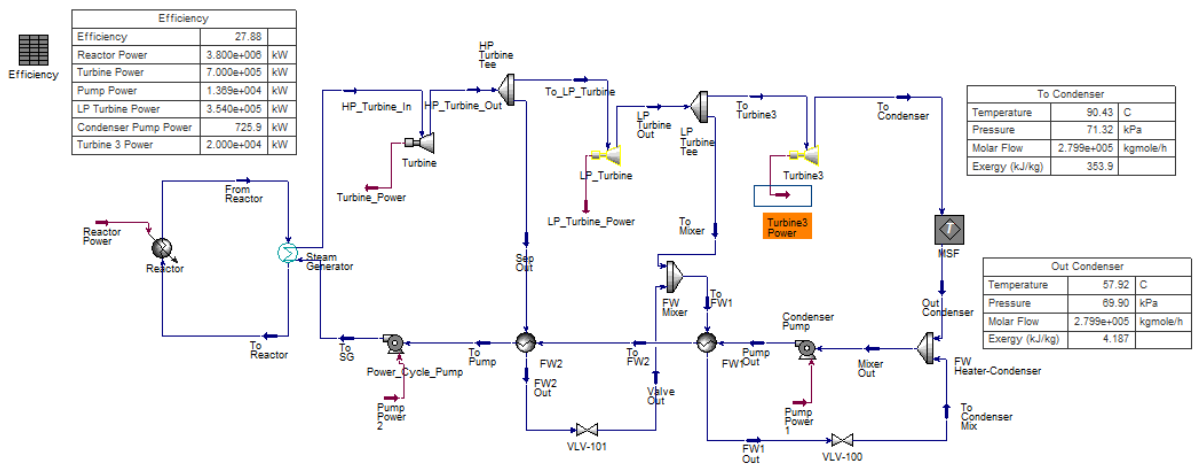 Efficiency
Efficiency 27.88
Reactor Power 3.800e+006 kW
Turbine Power 7.000e+005 kW
Pump Power 1.369e+004 kW
LP Turbine Power 3.540e+005 kW
Condenser Pump Power 725.9 kW
Turbine 3 Power 2.000e+004 kW
Efficiency
HP
Turbine
Tee
HP_Turbine_In
HP_Turbine_Out
To_LP_Turbine
LP
Turbine
Out
LP
Turbine
Tee
To
Turbine3
To
Condenser
To Condenser
Temperature 90.43 C
Pressure 71.32 kPa
Molar Flow 2.799e+005 kgmole/h
Exergy (kJ/kg) 353.9
Turbine
LP_Turbine
Turbine3
Turbine_Power
LP_Turbine_Power
Turbine3
Power
From
Reactor
Reactor
Power
Reactor
Steam
Generator
To
Reactor
Sep
Out
To
Mixer
FW
Mixer
To
FW1
MSF
Out
Condenser
Out Condenser
Temperature 57.92 C
Pressure 69.90 kPa
Molar Flow 2.799e+005 kgmole/h
Exergy (kJ/kg) 4.187
To
SG
Power_Cycle_Pump
Pump
Power
2
To
Pump
FW2
FW2
Out
To
FW2
Valve
Out
FW1
Pump
Out
Condenser
Pump
Mixer
Out
FW
Heater-Condenser
Pump
Power
1
To
Condenser
Mix
VLV-101
FW1
Out
VLV-100